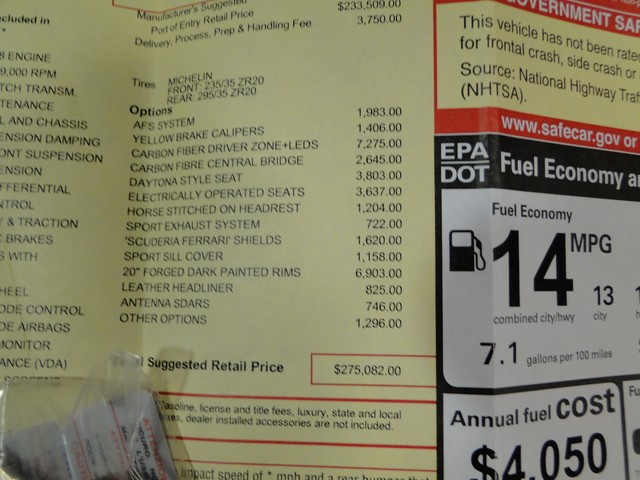 ncluded in
*
8 ENGINE
9,000 RPM
TCH TRANSM.
TENANCE
L AND CHASSIS
ENSION DAMPING
ONT SUSPENSION
ENSION
FFERENTIAL
NTROL
Y & TRACTION
C BRAKES
S WITH
HEEL
ODE CONTROL
DE AIRBAGS
MONITOR
ANCE (VDA)
Manufacturer's Suggested $233,509.00
Port of Entry Retail Price
Delivery, Process, Prep & Handling Fee 3,750.00
Tires MICHELIN
FRONT: 235/35 ZR20
REAR: 295/35 ZR20
Options
AFS SYSTEM 1,983.00
YELLOW BRAKE CALIPERS 1,406.00
CARBON FIBER DRIVER ZONE+LEDS 7,275.00
CARBON FIBRE CENTRAL BRIDGE 2,645.00
DAYTONA STYLE SEAT 3,803.00
ELECTRICALLY OPERATED SEATS 3,637.00
HORSE STITCHED ON HEADREST 1,204.00
SPORT EXHAUST SYSTEM 722.00
'SCUDERIA FERRARI' SHIELDS 1,620.00
SPORT SILL COVER 1,158.00
20" FORGED DARK PAINTED RIMS 6,903.00
LEATHER HEADLINER 825.00
ANTENNA SDARS 746.00
OTHER OPTIONS 1,296.00
Suggested Retail Price $275,082.00
asoline, license and title fees, luxury, state and local
es, dealer installed accessories are not included.
impact speed of * mph and a rear bumper that
GOVERNMENT SAF
This vehicle has not been rated
for frontal crash, side crash or
Source: National Highway Traf
(NHTSA).
www.safecar.gov or
EPA
DOT
Fuel Economy a
Fuel Economy
14 MPG
13
combined city/hwy
city
7.1 gallons per 100 miles
Annual fuel cost
$4,050